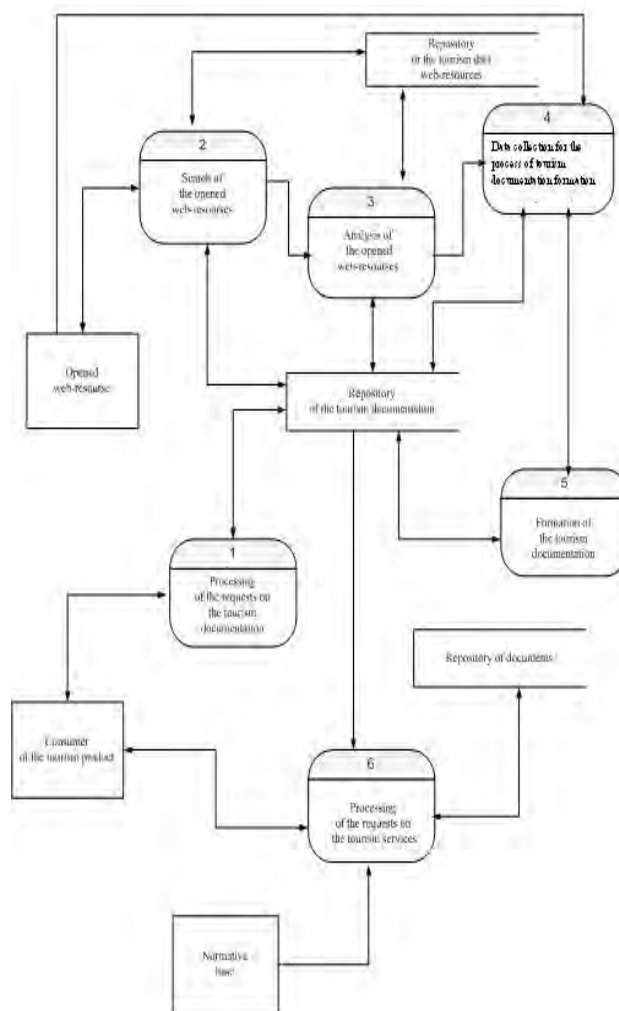 Repository
of the tourism data
web-resources
4
Data collection for the
process of tourism
documentation formation
2
Search of
the opened
web-resourses
3
Analysis of
the opened
web-resourses
Opened
web-resourse
Repository
of the tourism documentation
5
Formation of
the tourism
documentation
1
Processing
of the requests on
the tourism
documentation
Repository of documents
Consumer
of the tourism product
6
Processing
of the requests on
the tourism services
Normative
base